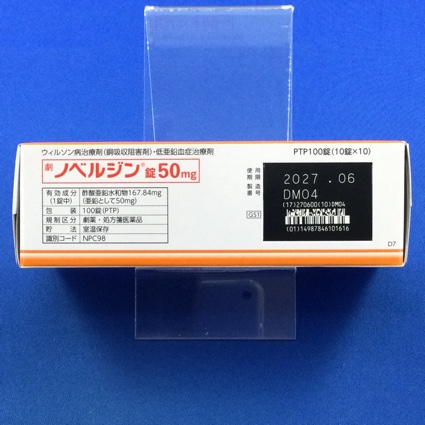 ウィルソン病治療剤(銅吸収阻害剤)・低亜鉛血症治療剤
PTP100錠(10錠×10)
劇 ノベルジン®錠50mg
有効成分(1錠中) 酢酸亜鉛水和物167.84mg(亜鉛として50mg)
包装 100錠(PTP)
規制区分 劇薬・処方箋医薬品
貯法 室温保存
識別コード NPC98
使用期限 2027 . 06
製造番号 DM04
GS1
(17)270600(10)DM04
(01)14987846101616
D7